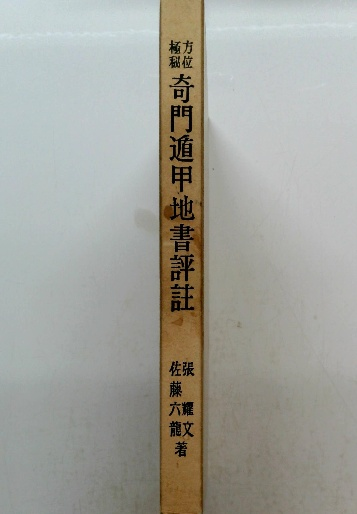 方位
極秘
奇門遁甲地書評註
張耀文
佐藤六龍
著